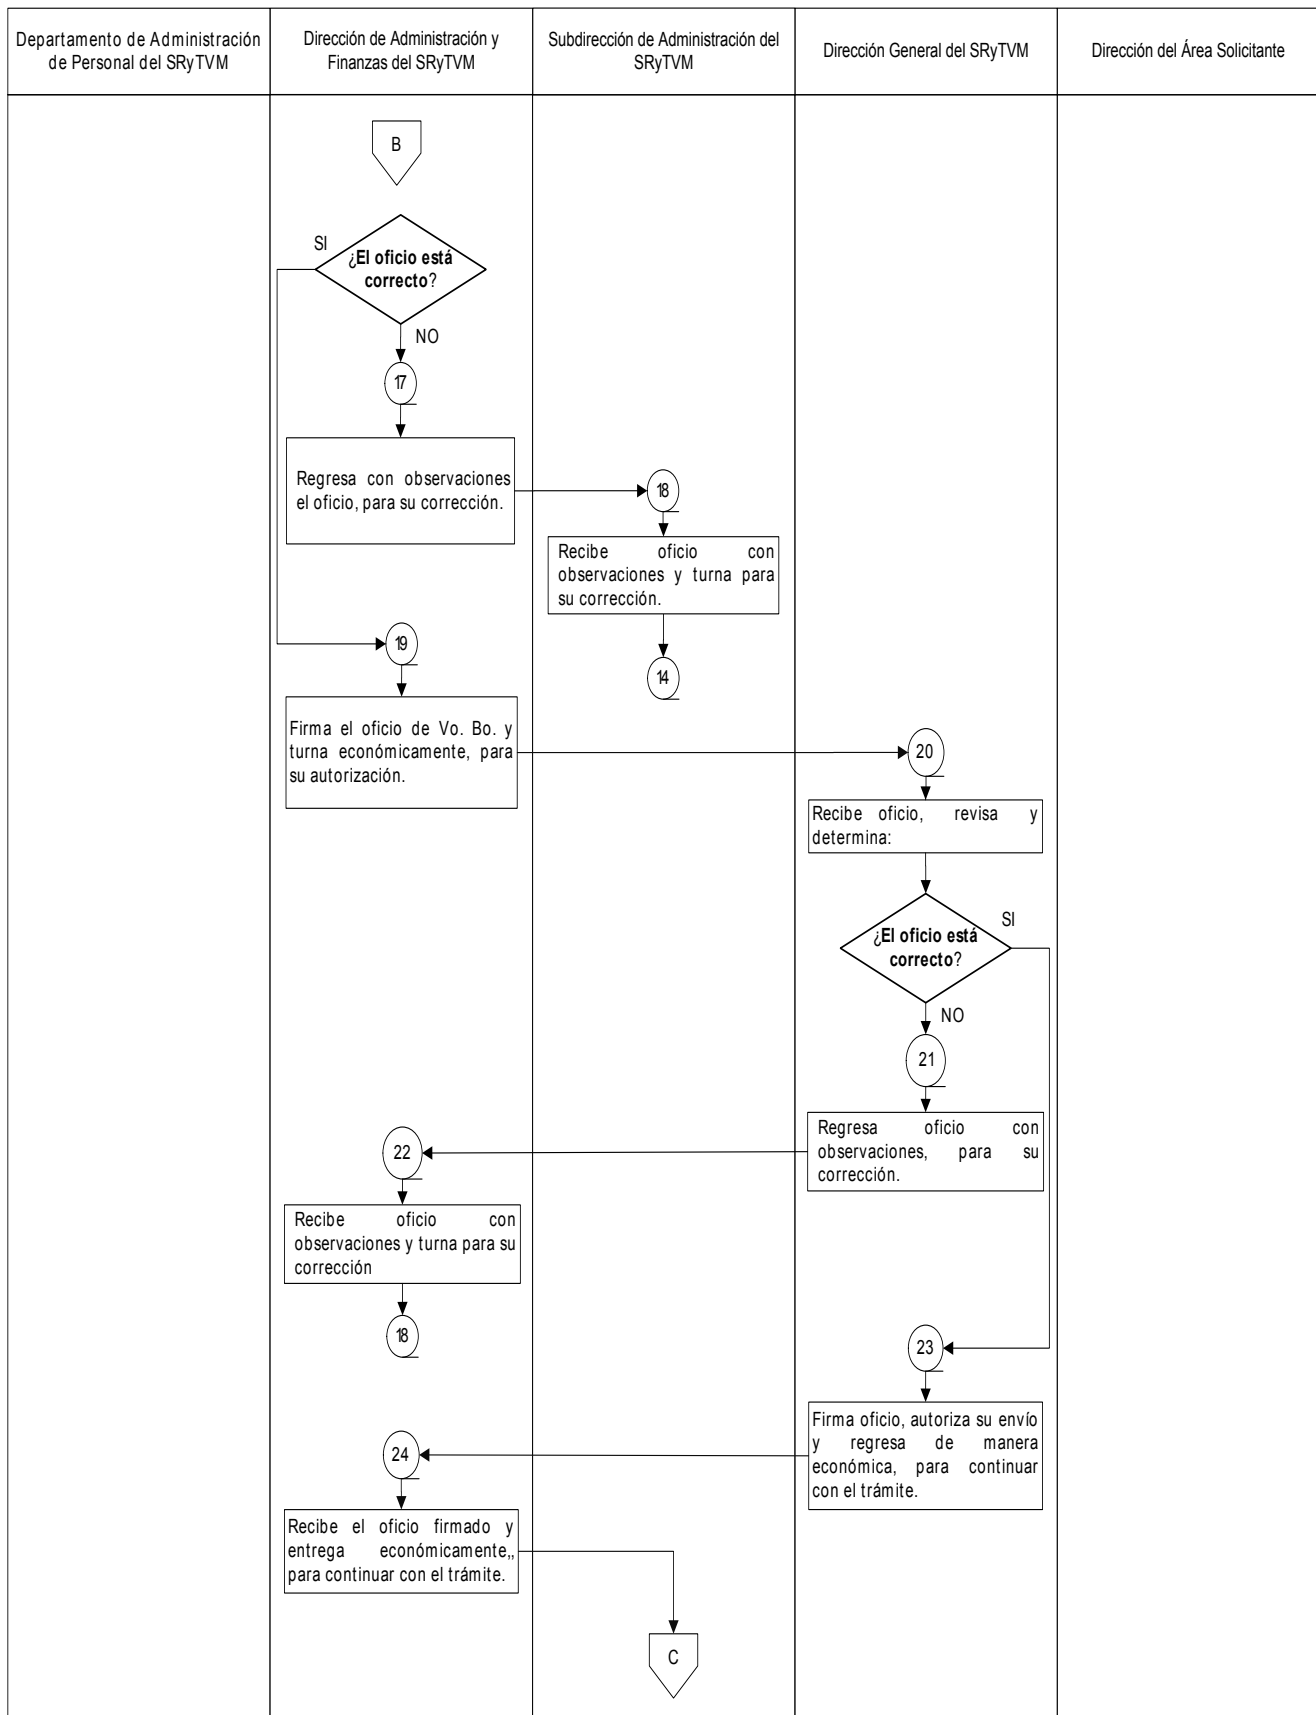 Departamento de Administración
de Personal del SRyTVM
Dirección de Administración y
Finanzas del SRyTVM
Subdirección de Administración del
SRyTVM
Dirección General del SRyTVM
Dirección del Área Solicitante
B
SI
¿El oficio está
correcto?
NO
17
Regresa con observaciones
el oficio, para su corrección.
18
Recibe oficio con
observaciones y turna para
su corrección.
14
19
Firma el oficio de Vo. Bo. y
turna económicamente, para
su autorización.
20
Recibe oficio, revisa y
determina:
¿El oficio está
correcto?
SI
NO
21
Regresa oficio con
observaciones, para su
corrección.
22
Recibe oficio con
observaciones y turna para su
corrección
18
23
Firma oficio, autoriza su envío
y regresa de manera
económica, para continuar
con el trámite.
24
Recibe el oficio firmado y
entrega económicamente,,
para continuar con el trámite.
C